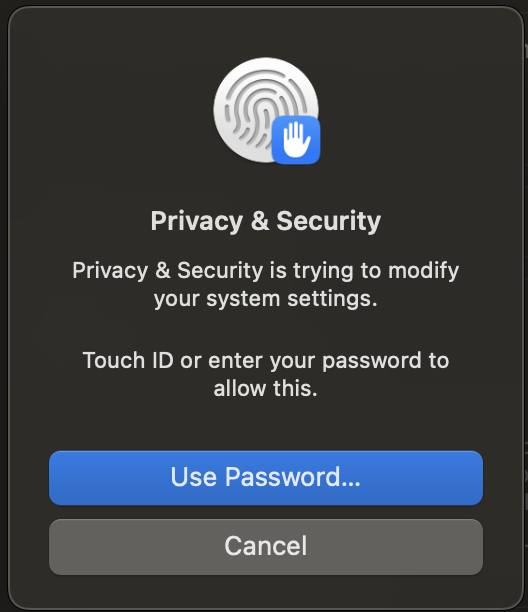 Privacy & Security
Privacy & Security is trying to modify
your system settings.
Touch ID or enter your password to
allow this.
Use Password...
Cancel